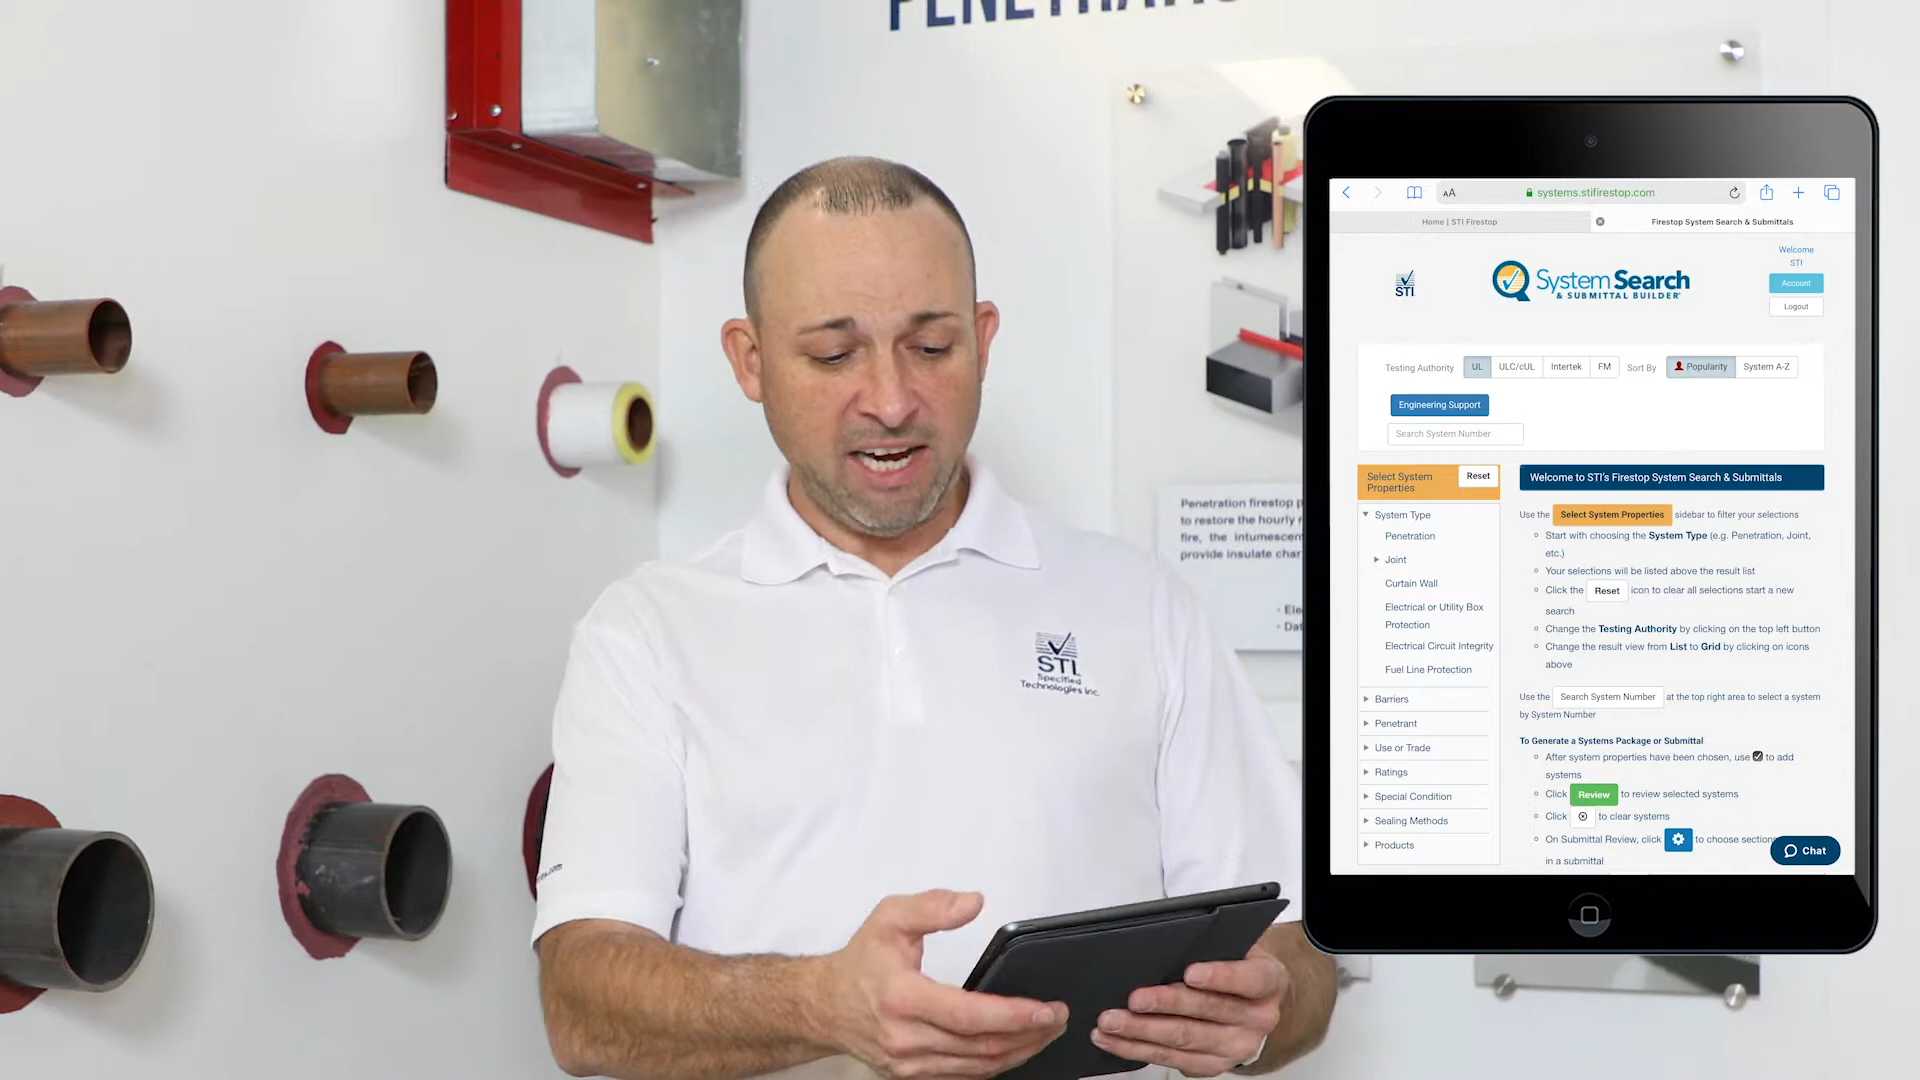 Penetration firestop p
to restore the hourly r
fire, the intumescen
provide insulate char
• Ele
• Dat
STI
Specified
Technologies Inc.
AA
systems.stifirestop.com
Home | STI Firestop
Firestop System Search & Submittals
Welcome
STI
Account
Logout
STI
System Search
& SUBMITTAL BUILDER
Testing Authority UL ULC/cUL Intertek FM Sort By Popularity System A-Z
Engineering Support
Search System Number
Select System
Properties
Reset
System Type
Penetration
Joint
Curtain Wall
Electrical or Utility Box
Protection
Electrical Circuit Integrity
Fuel Line Protection
Barriers
Penetrant
Use or Trade
Ratings
Special Condition
Sealing Methods
Products
Welcome to STI's Firestop System Search & Submittals
Use the Select System Properties sidebar to filter your selections
Start with choosing the System Type (e.g. Penetration, Joint,
etc.)
Your selections will be listed above the result list
Click the Reset icon to clear all selections start a new
search
Change the Testing Authority by clicking on the top left button
Change the result view from List to Grid by clicking on icons
above
Use the Search System Number at the top right area to select a system
by System Number
To Generate a Systems Package or Submittal
After system properties have been chosen, use to add
systems
Click Review to review selected systems
Click to clear systems
On Submittal Review, click to choose sections
in a submittal
Chat